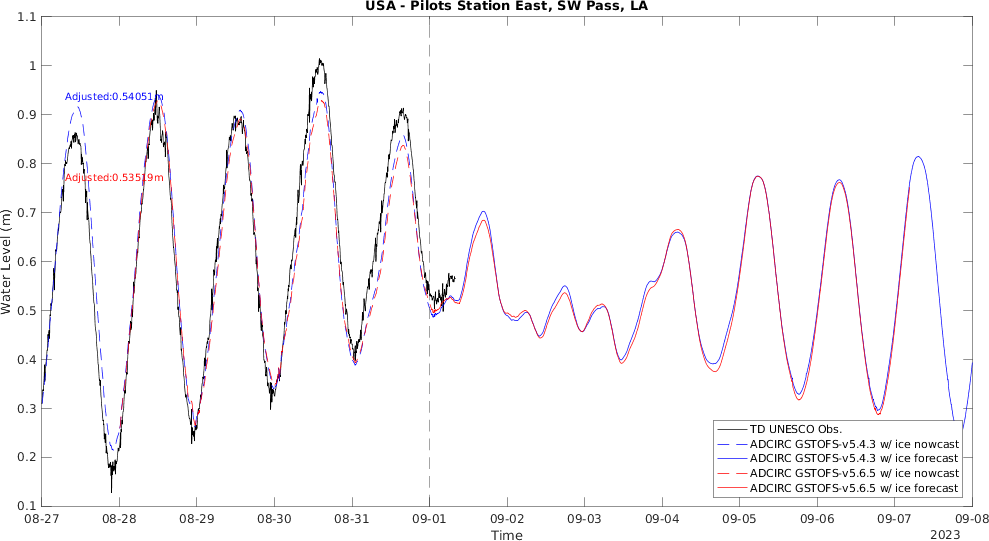 USA - Pilots Station East, SW Pass, LA
Water Level (m)
1.1
1
0.9
0.8
0.7
0.6
0.5
0.4
0.3
0.2
0.1
Adjusted:0.54051m
Adjusted:0.53519m
TD UNESCO Obs.
ADCIRC GSTOFS-v5.4.3 w/ ice nowcast
ADCIRC GSTOFS-v5.4.3 w/ ice forecast
ADCIRC GSTOFS-v5.6.5 w/ ice nowcast
ADCIRC GSTOFS-v5.6.5 w/ ice forecast
08-27 08-28 08-29 08-30 08-31 09-01 09-02 09-03 09-04 09-05 09-06 09-07 09-08
Time
2023